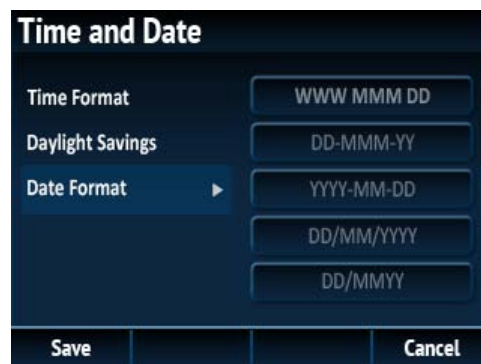 Time and Date
Time Format
WWW MMM DD
Daylight Savings
DD-MMM-YY
Date Format
YYYY-MM-DD
DD/MM/YYYY
DD/MMYY
Save
Cancel